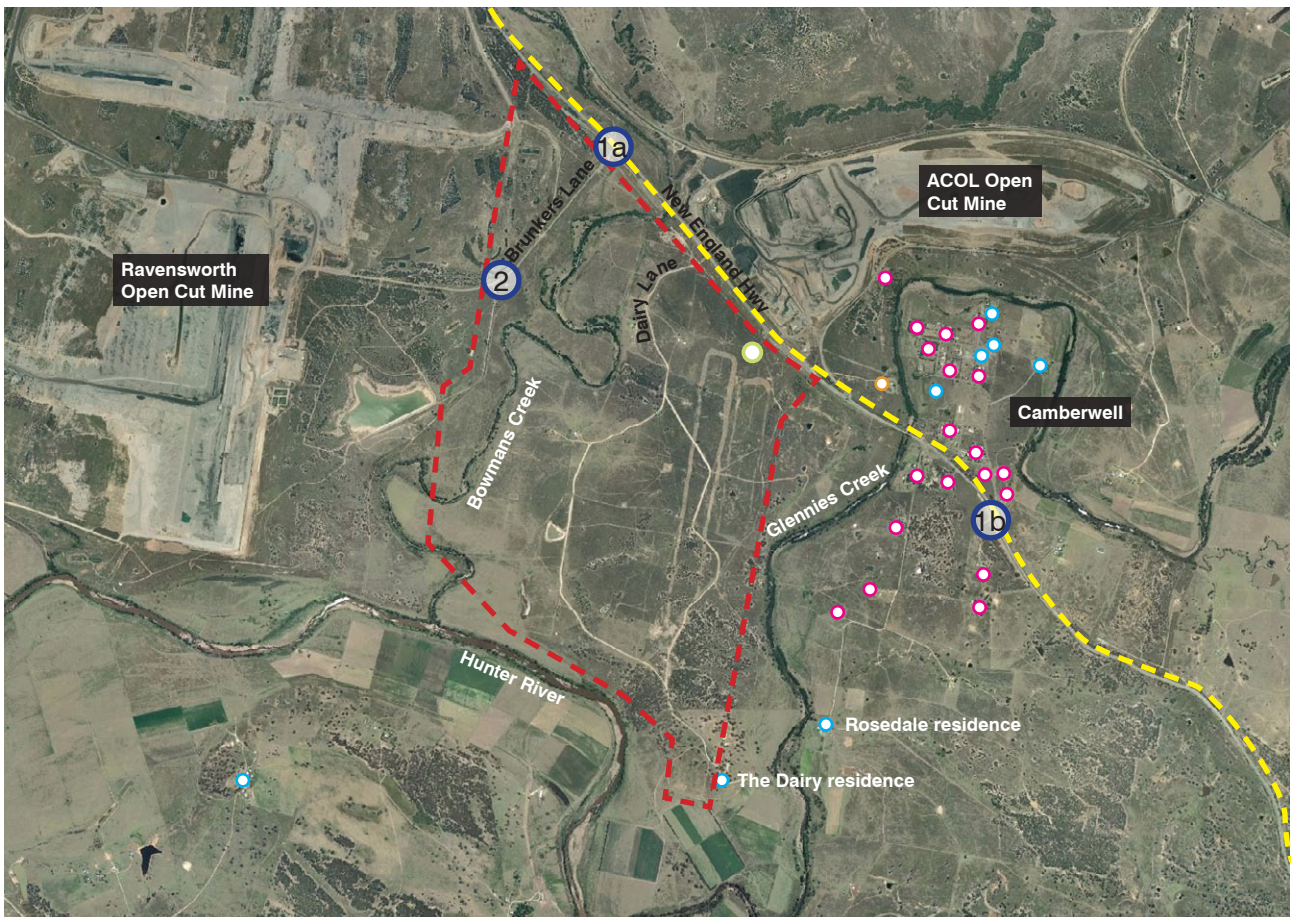 1a
ACOL Open
Cut Mine
Brunkers Lane
New England Hwy
Ravensworth
Open Cut Mine
2
Dairy Lane
Camberwell
Bowmans Creek
Glennies Creek
1b
Hunter River
Rosedale residence
The Dairy residence